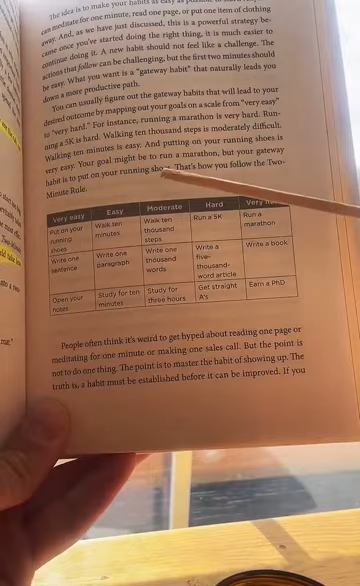 The idea is to make your habits as easy as possible to
can meditate for one minute, read one page, or put one item of clothing
away. And, as we have just discussed, this is a powerful strategy be-
cause once you've started doing the right thing, it is much easier to
continue doing it. A new habit should not feel like a challenge. The
actions that follow can be challenging, but the first two minutes should
be easy. What you want is a "gateway habit" that naturally leads you
down a more productive path.
You can usually figure out the gateway habits that will lead to your
desired outcome by mapping out your goals on a scale from "very easy"
to "very hard." For instance, running a marathon is very hard. Run-
ning a 5K is hard. Walking ten thousand steps is moderately difficult.
Walking ten minutes is easy. And putting on your running shoes is
very easy. Your goal might be to run a marathon, but your gateway
habit is to put on your running shoes. That's how you follow the Two-
Minute Rule.
Very easy Easy Moderate Hard Very
Put on your running shoes Walk ten minutes Walk ten thousand steps Run a 5K Run a marathon
Write one sentence Write one paragraph Write one thousand words Write a five-thousand-word article Write a book
Open your notes Study for ten minutes Study for three hours Get straight A's Earn a PhD
People often think it's weird to get hyped about reading one page or
meditating for one minute or making one sales call. But the point is
not to do one thing. The point is to master the habit of showing up. The
truth is, a habit must be established before it can be improved. If you